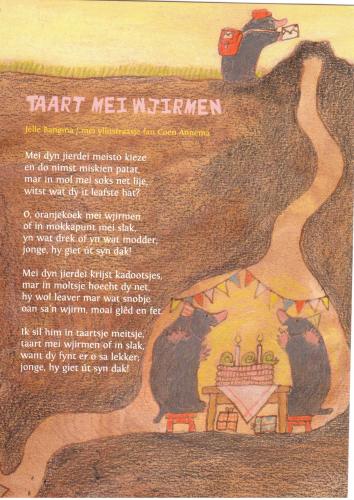 TAART MEI WJIRMEN
Jelle Bangma / mei yllustraasje fan Coen Annema
Mei dyn jierdei meisto kieze
en do nimst miskien patat,
mar in mol mei soks net lije,
witst wat dy it leafste hat?
O, oranjekoek mei wjirmen
of in mokkapunt mei slak,
yn wat drek of yn wat modder,
jonge, hy giet út syn dak!
Mei dyn jierdei krijst kadootsjes,
mar in moltsje hoecht dy net,
hy wol leaver mar wat snobje
oan sa'n wjirm, moai glêd en fet.
Ik sil him in taartsje meitsje,
taart mei wjirmen of in slak,
want dy fynt er o sa lekker;
jonge, hy giet út syn dak!